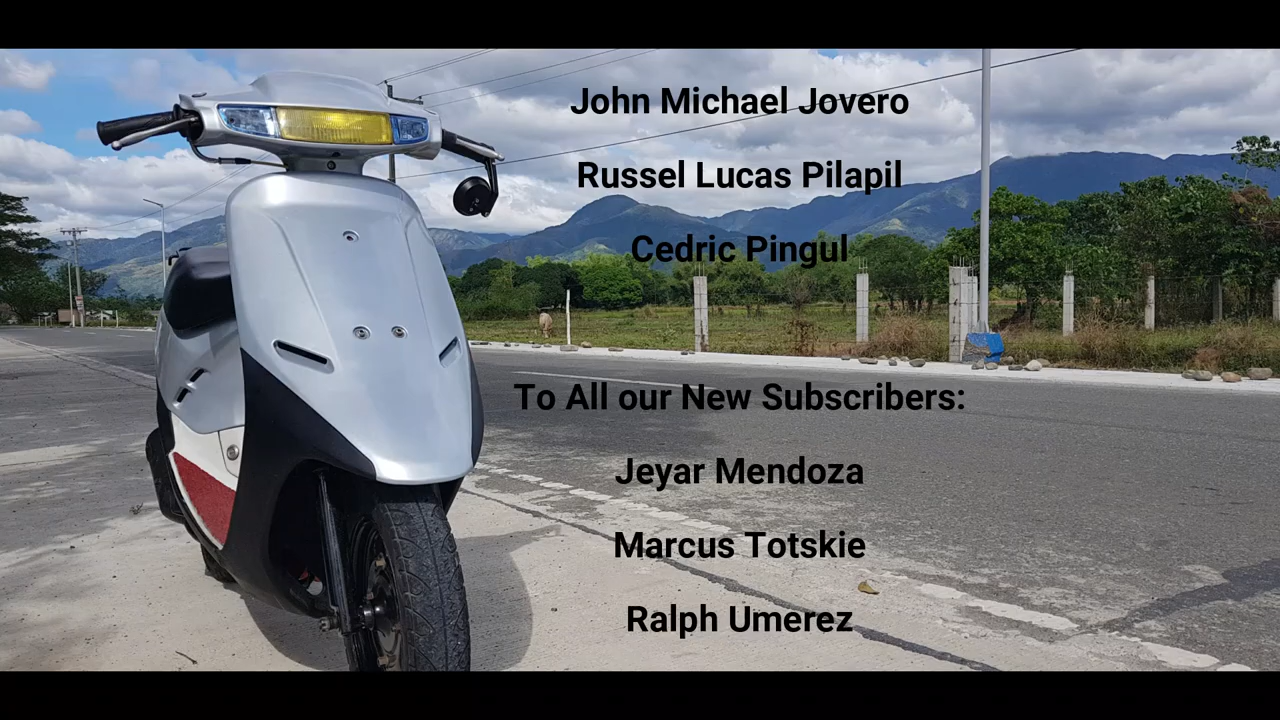 John Michael Jovero
Russel Lucas Pilapil
Cedric Pingul
To All our New Subscribers:
Jeyar Mendoza
Marcus Totskie
Ralph Umerez